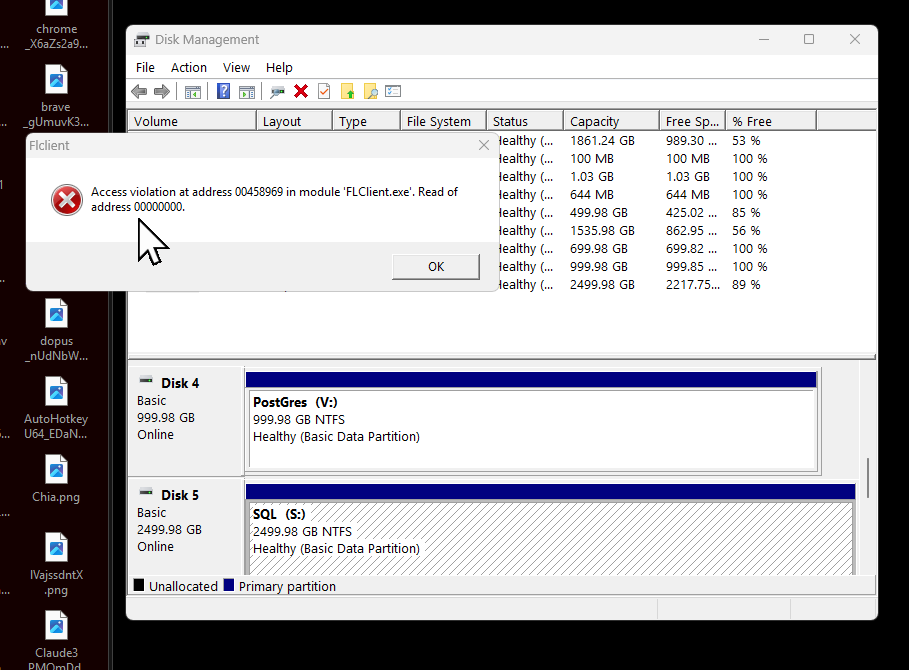 chrome
_X6aZs2a9...
brave
_gUmuvK3...
dopus
_nUdNbW...
AutoHotkey
U64_EDaN...
Chia.png
IVajssdntX
.png
Claude3
Disk Management
File Action View Help
Volume Layout Type File System Status Capacity Free Sp... % Free
Healthy (... 1861.24 GB 989.30 ... 53 %
Healthy (... 100 MB 100 MB 100 %
Healthy (... 1.03 GB 1.03 GB 100 %
Healthy (... 644 MB 644 MB 100 %
Healthy (... 499.98 GB 425.02 ... 85 %
Healthy (... 1535.98 GB 862.95 ... 56 %
Healthy (... 699.98 GB 699.82 ... 100 %
Healthy (... 999.98 GB 999.85 ... 100 %
Healthy (... 2499.98 GB 2217.75... 89 %
Flclient
Access violation at address 00458969 in module 'FLClient.exe'. Read of
address 00000000.
OK
Disk 4
Basic
999.98 GB
Online
PostGres (V:)
999.98 GB NTFS
Healthy (Basic Data Partition)
Disk 5
Basic
2499.98 GB
Online
SQL (S:)
2499.98 GB NTFS
Healthy (Basic Data Partition)
Unallocated Primary partition